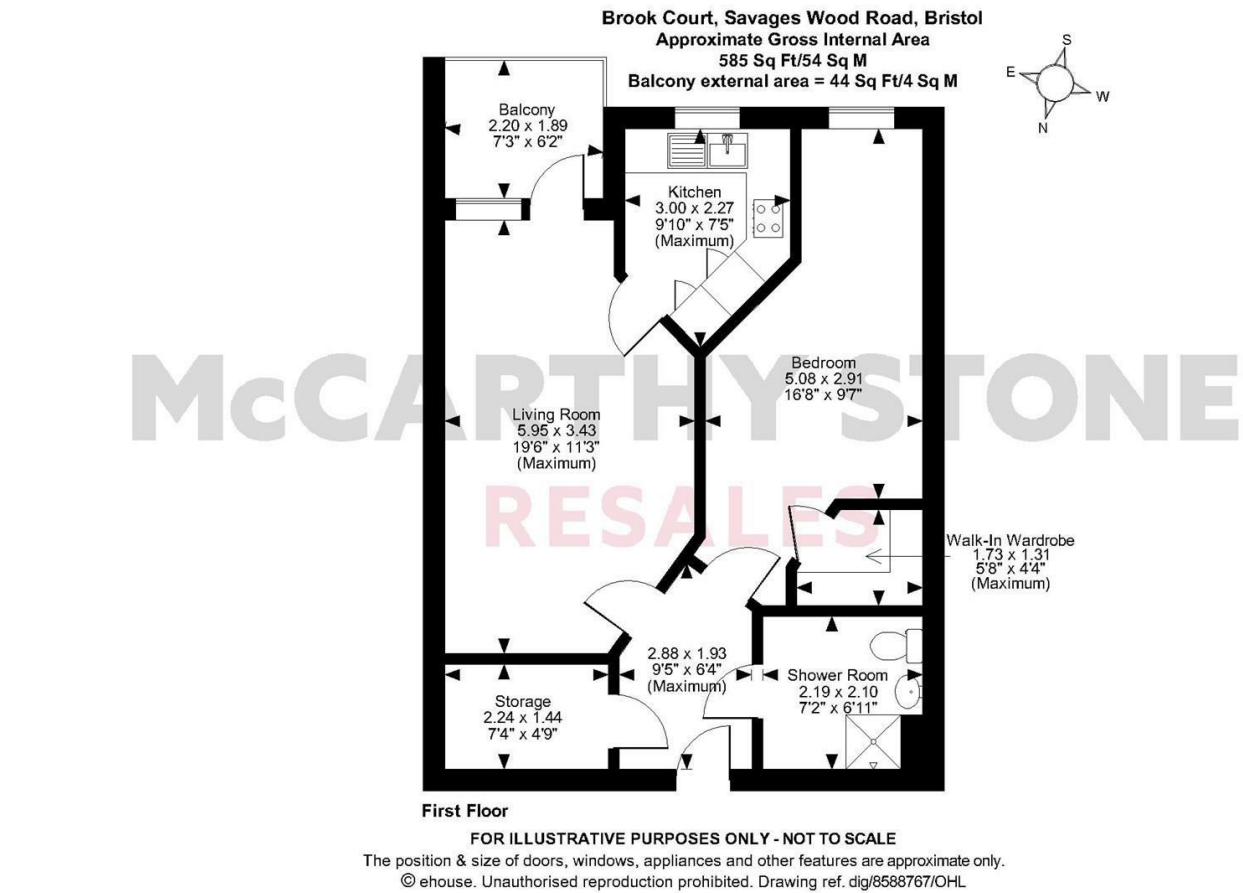 Brook Court, Savages Wood Road, Bristol
Approximate Gross Internal Area
585 Sq Ft/54 Sq M
Balcony external area = 44 Sq Ft/4 Sq M
S
E
W
N
Balcony
2.20 x 1.89
7'3" x 6'2"
Kitchen
3.00 x 2.27
9'10" x 7'5"
(Maximum)
McCARTHY STONE
RESALES
Bedroom
5.08 x 2.91
16'8" x 9'7"
Living Room
5.95 x 3.43
19'6" x 11'3"
(Maximum)
Walk-In Wardrobe
1.73 x 1.31
5'8" x 4'4"
(Maximum)
2.88 x 1.93
9'5" x 6'4"
(Maximum)
Shower Room
2.19 x 2.10
7'2" x 6'11"
Storage
2.24 x 1.44
7'4" x 4'9"
First Floor
FOR ILLUSTRATIVE PURPOSES ONLY - NOT TO SCALE
The position & size of doors, windows, appliances and other features are approximate only.
© ehouse. Unauthorised reproduction prohibited. Drawing ref. dig/8588767/OHL